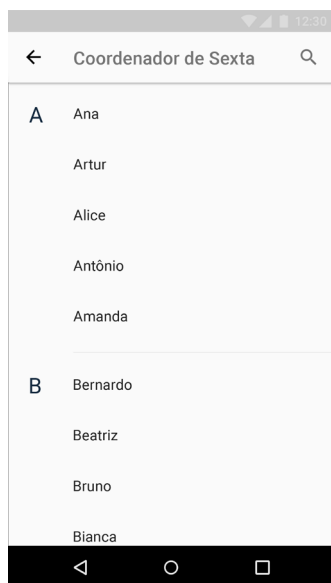 12:30
Coordenador de Sexta
A
Ana
Artur
Alice
Antônio
Amanda
B
Bernardo
Beatriz
Bruno
Bianca